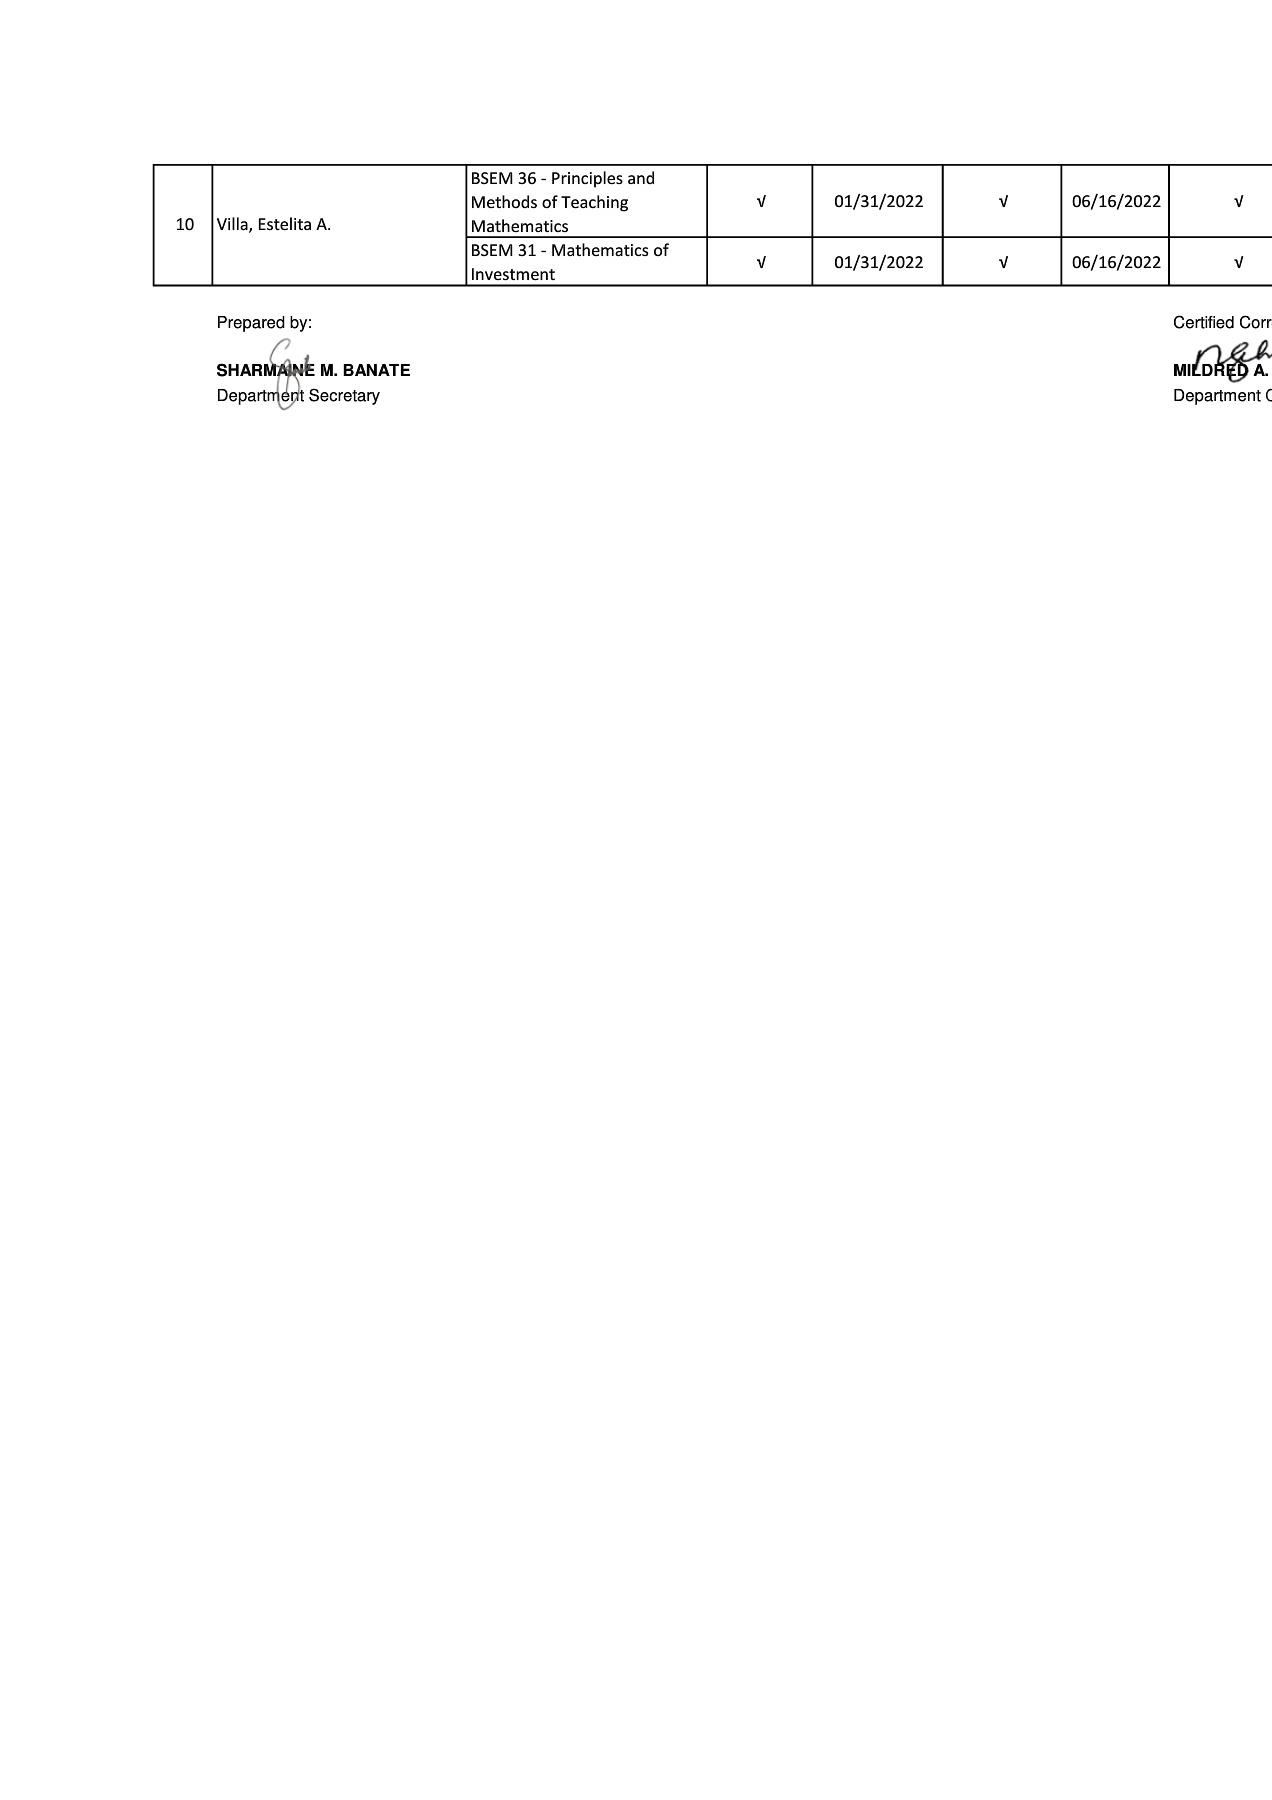 BSEM 36 - Principles and
Methods of Teaching
Mathematics
√ 01/31/2022 √ 06/16/2022 √
10 Villa, Estelita A.
BSEM 31 - Mathematics of
Investment
√ 01/31/2022 √ 06/16/2022 √
Prepared by:
Certified Corr
SHARMAINE M. BANATE
MILDRED A.
Department Secretary
Department